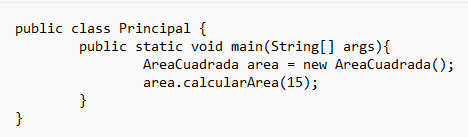 public class Principal {
        public static void main(String[] args){
                AreaCuadrada area = new AreaCuadrada();
                area.calcularArea(15);
        }
}